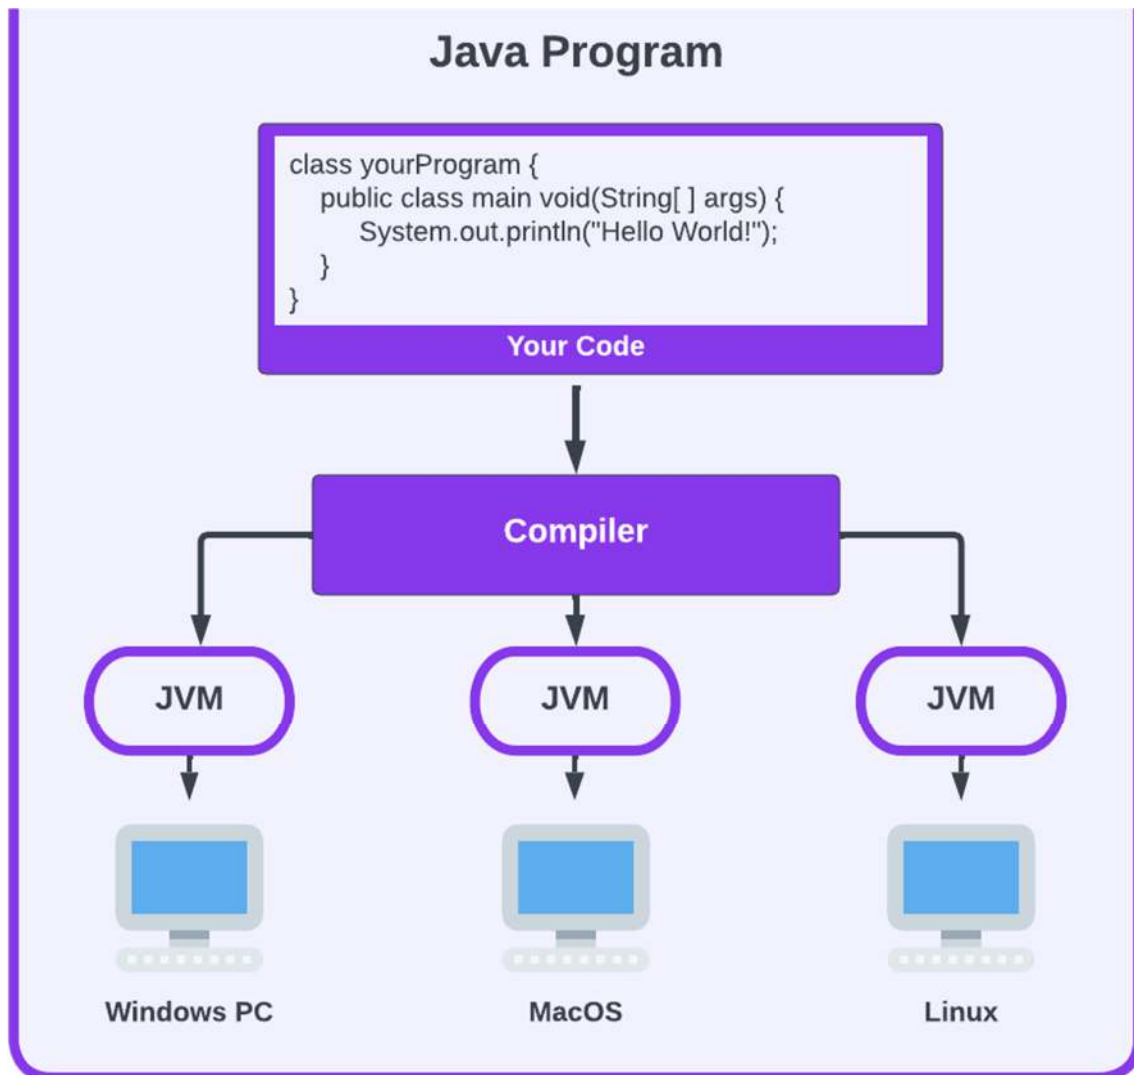 Java Program
class yourProgram {
public class main void(String[ ] args) {
System.out.println("Hello World!");
}
}
Your Code
Compiler
JVM
JVM
JVM
Windows PC
MacOS
Linux